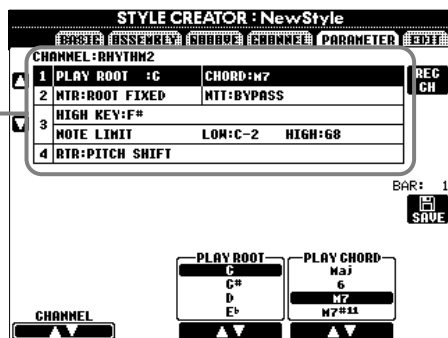 STYLE CREATOR : NewStyle
BASIC ASSEMBLY GROOVE CHANNEL PARAMETER EDIT
CHANNEL:RHYTHM2
1 PLAY ROOT :C CHORD:M7
2 NTR:ROOT FIXED NTT:BYPASS
3 HIGH KEY:F#
NOTE LIMIT LOW:C-2 HIGH:G8
4 RTR:PITCH SHIFT
REC
CH
BAR: 1
SAVE
PLAY ROOT PLAY CHORD
C Maj
C# 6
D M7
E♭ M7#11
CHANNEL